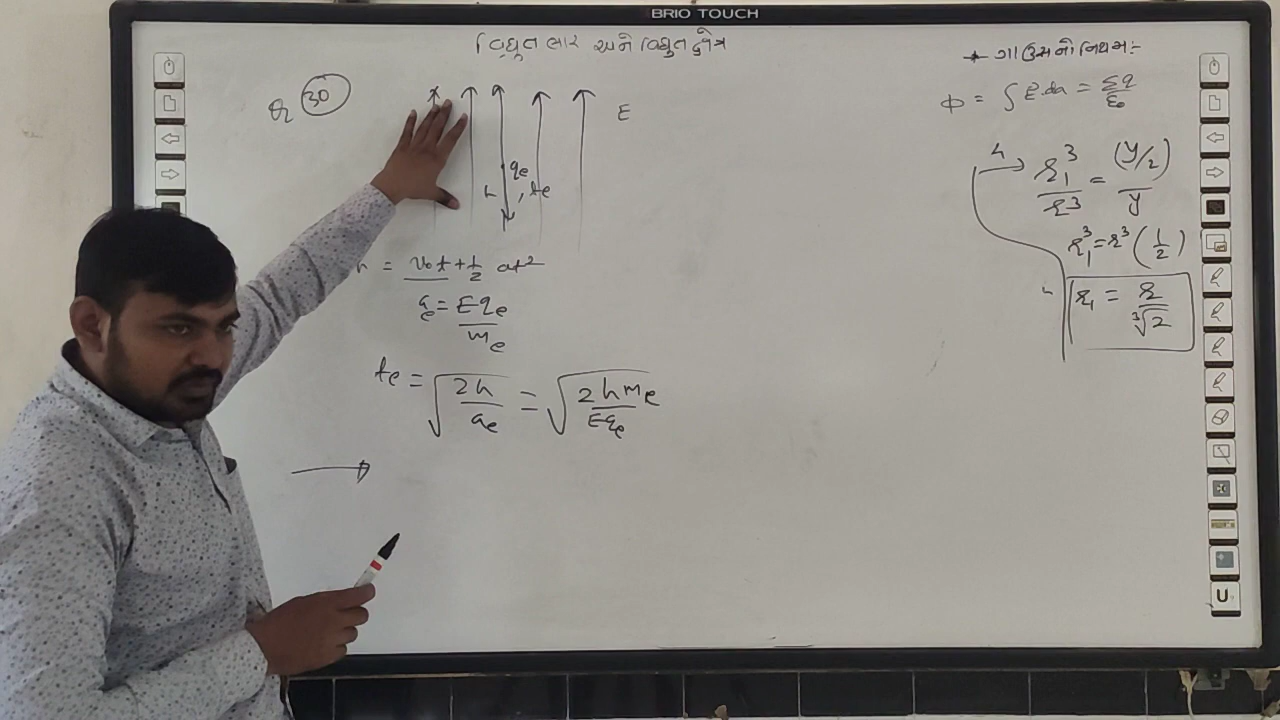 BRIO TOUCH
વિદ્યુતભાર અને વિદ્યુતક્ષેત્ર
Q 30
E
qe
h , te
h = v₀t + 1/2 at²
ae = Eqe/me
te = √(2h/ae) = √(2hme/Eqe)
→
* ગાઉસનો નિયમ:-
ϕ = ∫ E·da = Σq/ε₀
r₁³/r³ = (y/2)/y
r₁³ = r³ (1/2)
r₁ = r/∛2
U